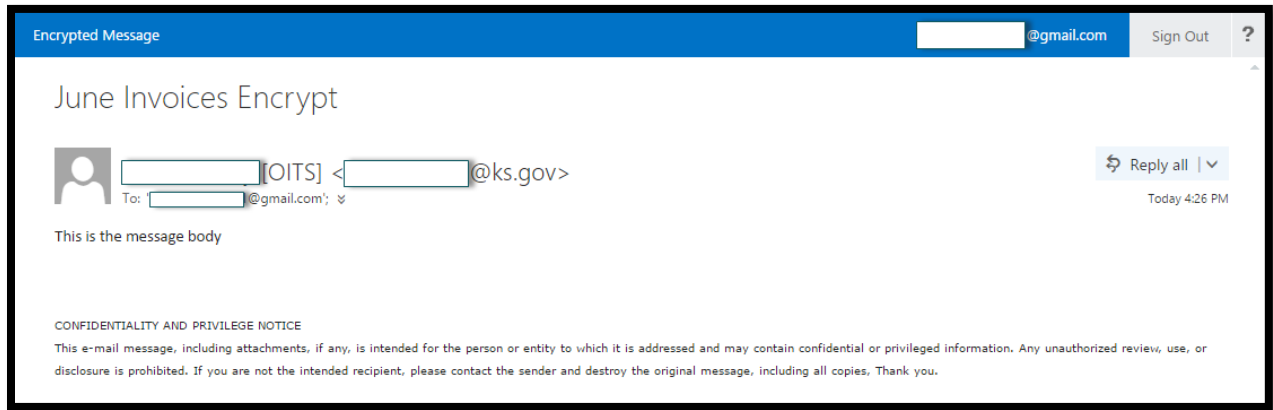 Encrypted Message @gmail.com Sign Out ?
June Invoices Encrypt
[OITS] < @ks.gov>
Reply all
To: ' @gmail.com';
Today 4:26 PM
This is the message body
CONFIDENTIALITY AND PRIVILEGE NOTICE
This e-mail message, including attachments, if any, is intended for the person or entity to which it is addressed and may contain confidential or privileged information. Any unauthorized review, use, or
disclosure is prohibited. If you are not the intended recipient, please contact the sender and destroy the original message, including all copies, Thank you.